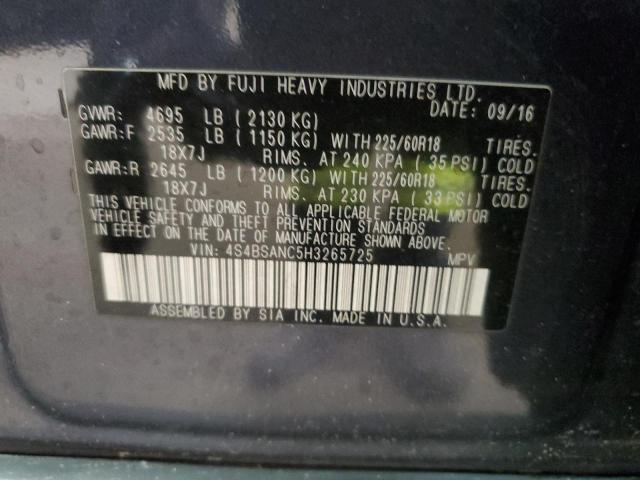 MFD BY FUJI HEAVY INDUSTRIES LTD.
DATE: 09/16
GVWR: 4695 LB ( 2130 KG)
GAWR:F 2535 LB ( 1150 KG) WITH 225/60R18 TIRES.
18X7J RIMS. AT 240 KPA ( 35 PSI) COLD
GAWR:R 2645 LB ( 1200 KG) WITH 225/60R18 TIRES.
18X7J RIMS. AT 230 KPA ( 33 PSI) COLD
THIS VEHICLE CONFORMS TO ALL APPLICABLE FEDERAL MOTOR
VEHICLE SAFETY AND THEFT PREVENTION STANDARDS
IN EFFECT ON THE DATE OF MANUFACTURE SHOWN ABOVE.
VIN: 4S4BSANC5H3265725 MPV
ASSEMBLED BY SIA INC. MADE IN U.S.A.